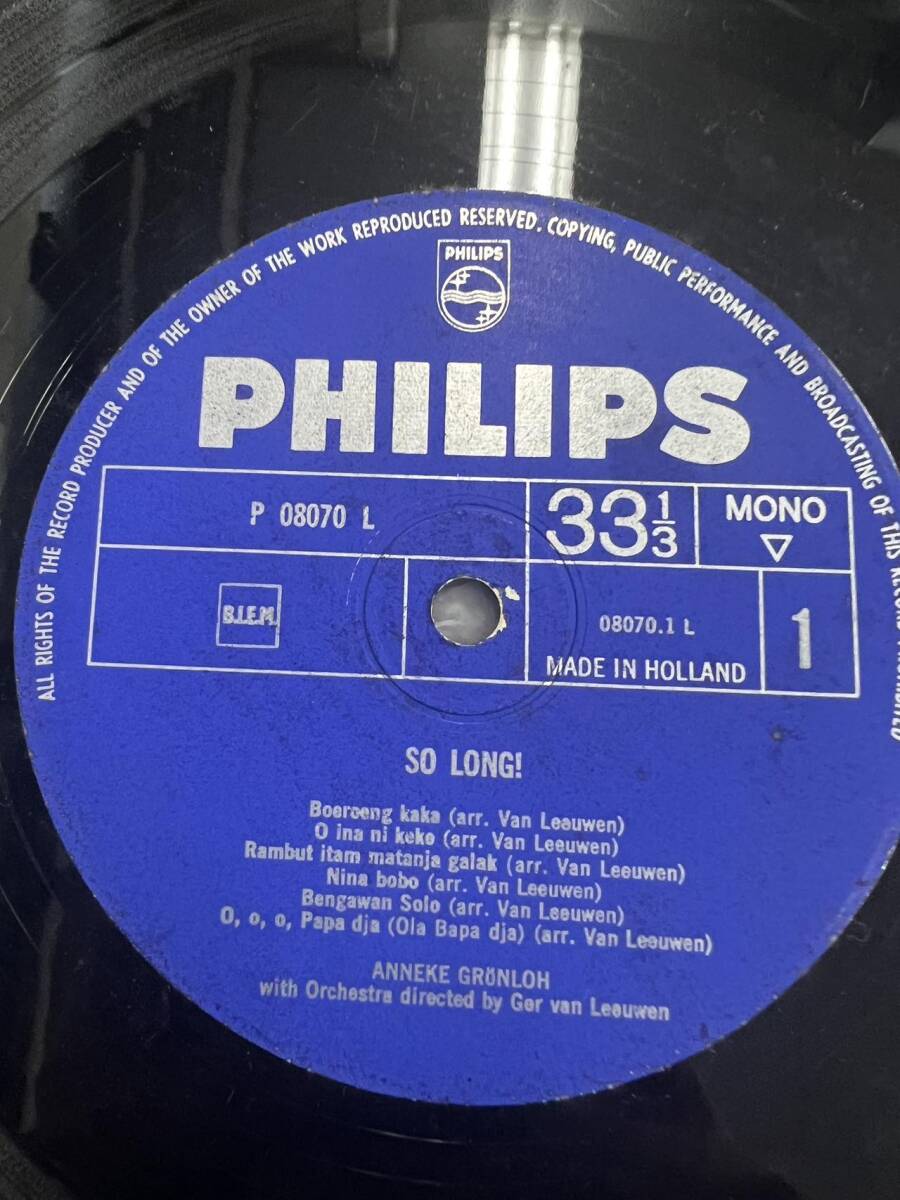 ALL RIGHTS OF THE RECORD PRODUCER AND OF THE OWNER OF THE WORK REPRODUCED RESERVED. COPYING, PUBLIC PERFORMANCE AND BROADCASTING OF THIS RECORD PROHIBITED
PHILIPS
PHILIPS
P 08070 L
33⅓
MONO
B.I.E.M.
08070.1 L
MADE IN HOLLAND
1
SO LONG!
Boeroeng kaka (arr. Van Leeuwen)
O ina ni keke (arr. Van Leeuwen)
Rambut itam matanja galak (arr. Van Leeuwen)
Nina bobo (arr. Van Leeuwen)
Bengawan Solo (arr. Van Leeuwen)
O, o, o, Papa dja (Ola Bapa dja) (arr. Van Leeuwen)
ANNEKE GRÖNLOH
with Orchestra directed by Ger van Leeuwen